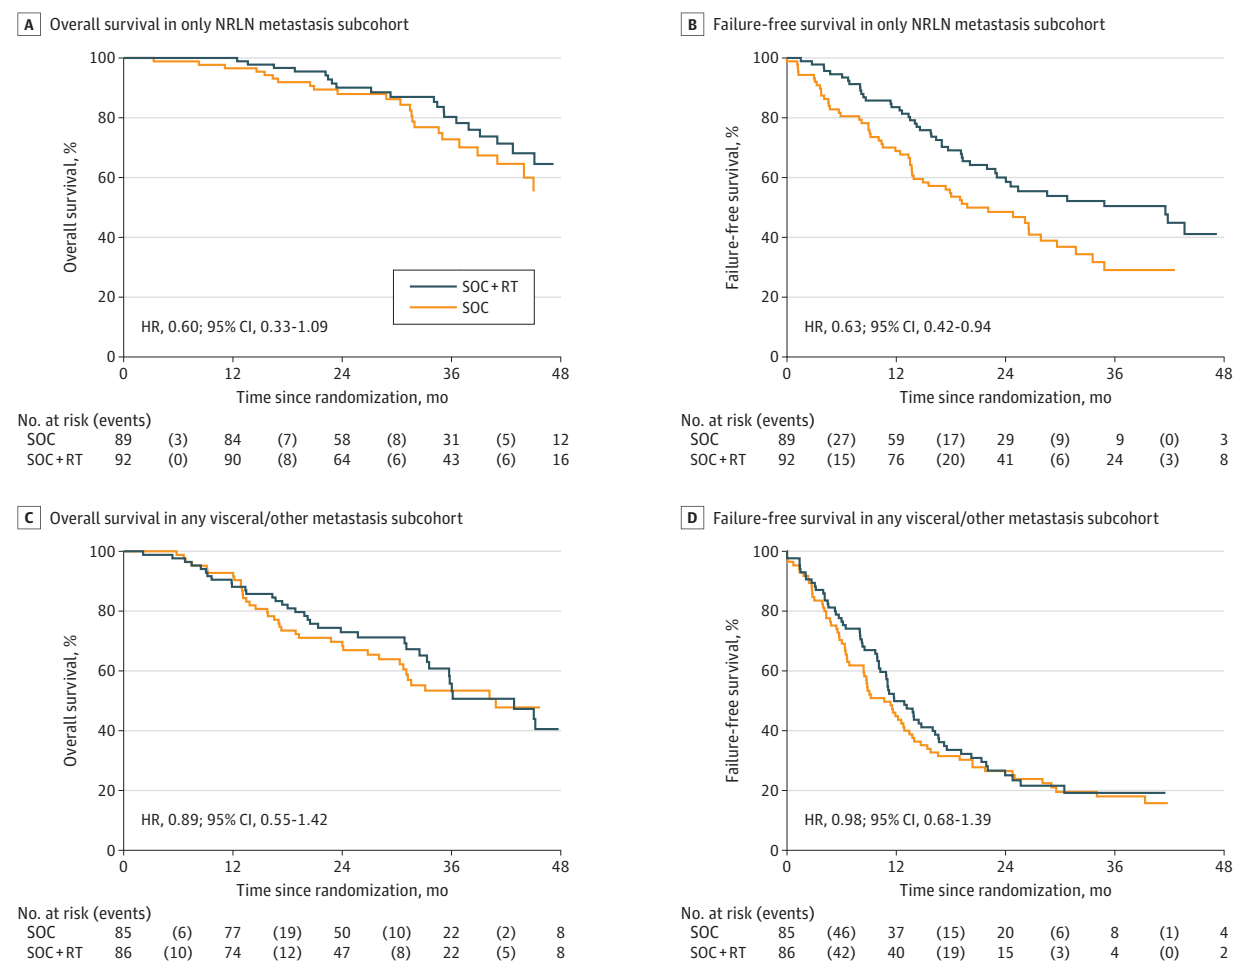 A Overall survival in only NRLN metastasis subcohort
100
80
60
40
20
0
Overall survival, %
SOC+RT
SOC
HR, 0.60; 95% CI, 0.33-1.09
0 12 24 36 48
Time since randomization, mo
No. at risk (events)
SOC 89 (3) 84 (7) 58 (8) 31 (5) 12
SOC+RT 92 (0) 90 (8) 64 (6) 43 (6) 16
B Failure-free survival in only NRLN metastasis subcohort
100
80
60
40
20
0
Failure-free survival, %
HR, 0.63; 95% CI, 0.42-0.94
0 12 24 36 48
Time since randomization, mo
No. at risk (events)
SOC 89 (27) 59 (17) 29 (9) 9 (0) 3
SOC+RT 92 (15) 76 (20) 41 (6) 24 (3) 8
C Overall survival in any visceral/other metastasis subcohort
100
80
60
40
20
0
Overall survival, %
HR, 0.89; 95% CI, 0.55-1.42
0 12 24 36 48
Time since randomization, mo
No. at risk (events)
SOC 85 (6) 77 (19) 50 (10) 22 (2) 8
SOC+RT 86 (10) 74 (12) 47 (8) 22 (5) 8
D Failure-free survival in any visceral/other metastasis subcohort
100
80
60
40
20
0
Failure-free survival, %
HR, 0.98; 95% CI, 0.68-1.39
0 12 24 36 48
Time since randomization, mo
No. at risk (events)
SOC 85 (46) 37 (15) 20 (6) 8 (1) 4
SOC+RT 86 (42) 40 (19) 15 (3) 4 (0) 2